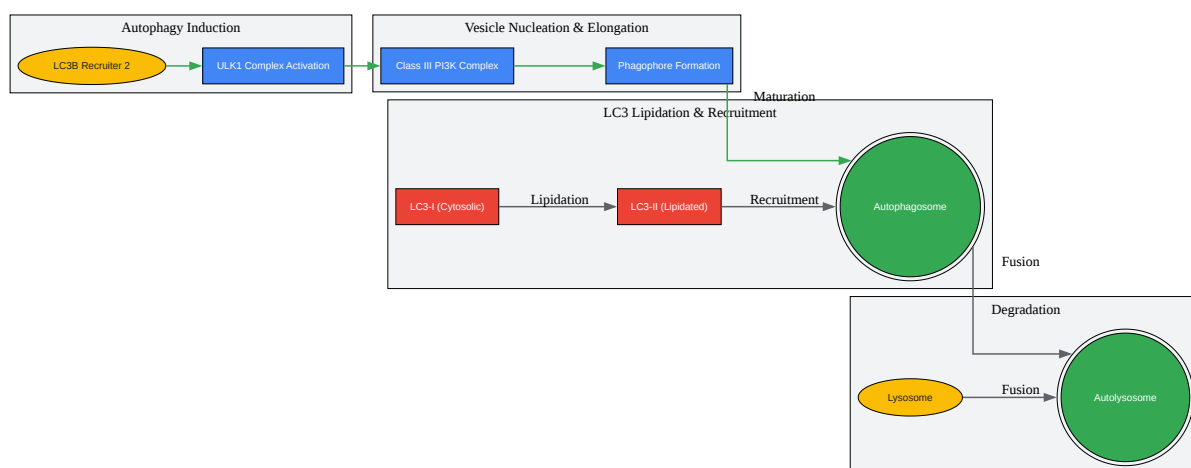 Autophagy Induction
LC3B Recruiter 2
ULK1 Complex Activation
Vesicle Nucleation & Elongation
Class III PI3K Complex
Phagophore Formation
Maturation
LC3 Lipidation & Recruitment
LC3-I (Cytosolic)
Lipidation
LC3-II (Lipidated)
Recruitment
Autophagosome
Fusion
Degradation
Lysosome
Fusion
Autolysosome